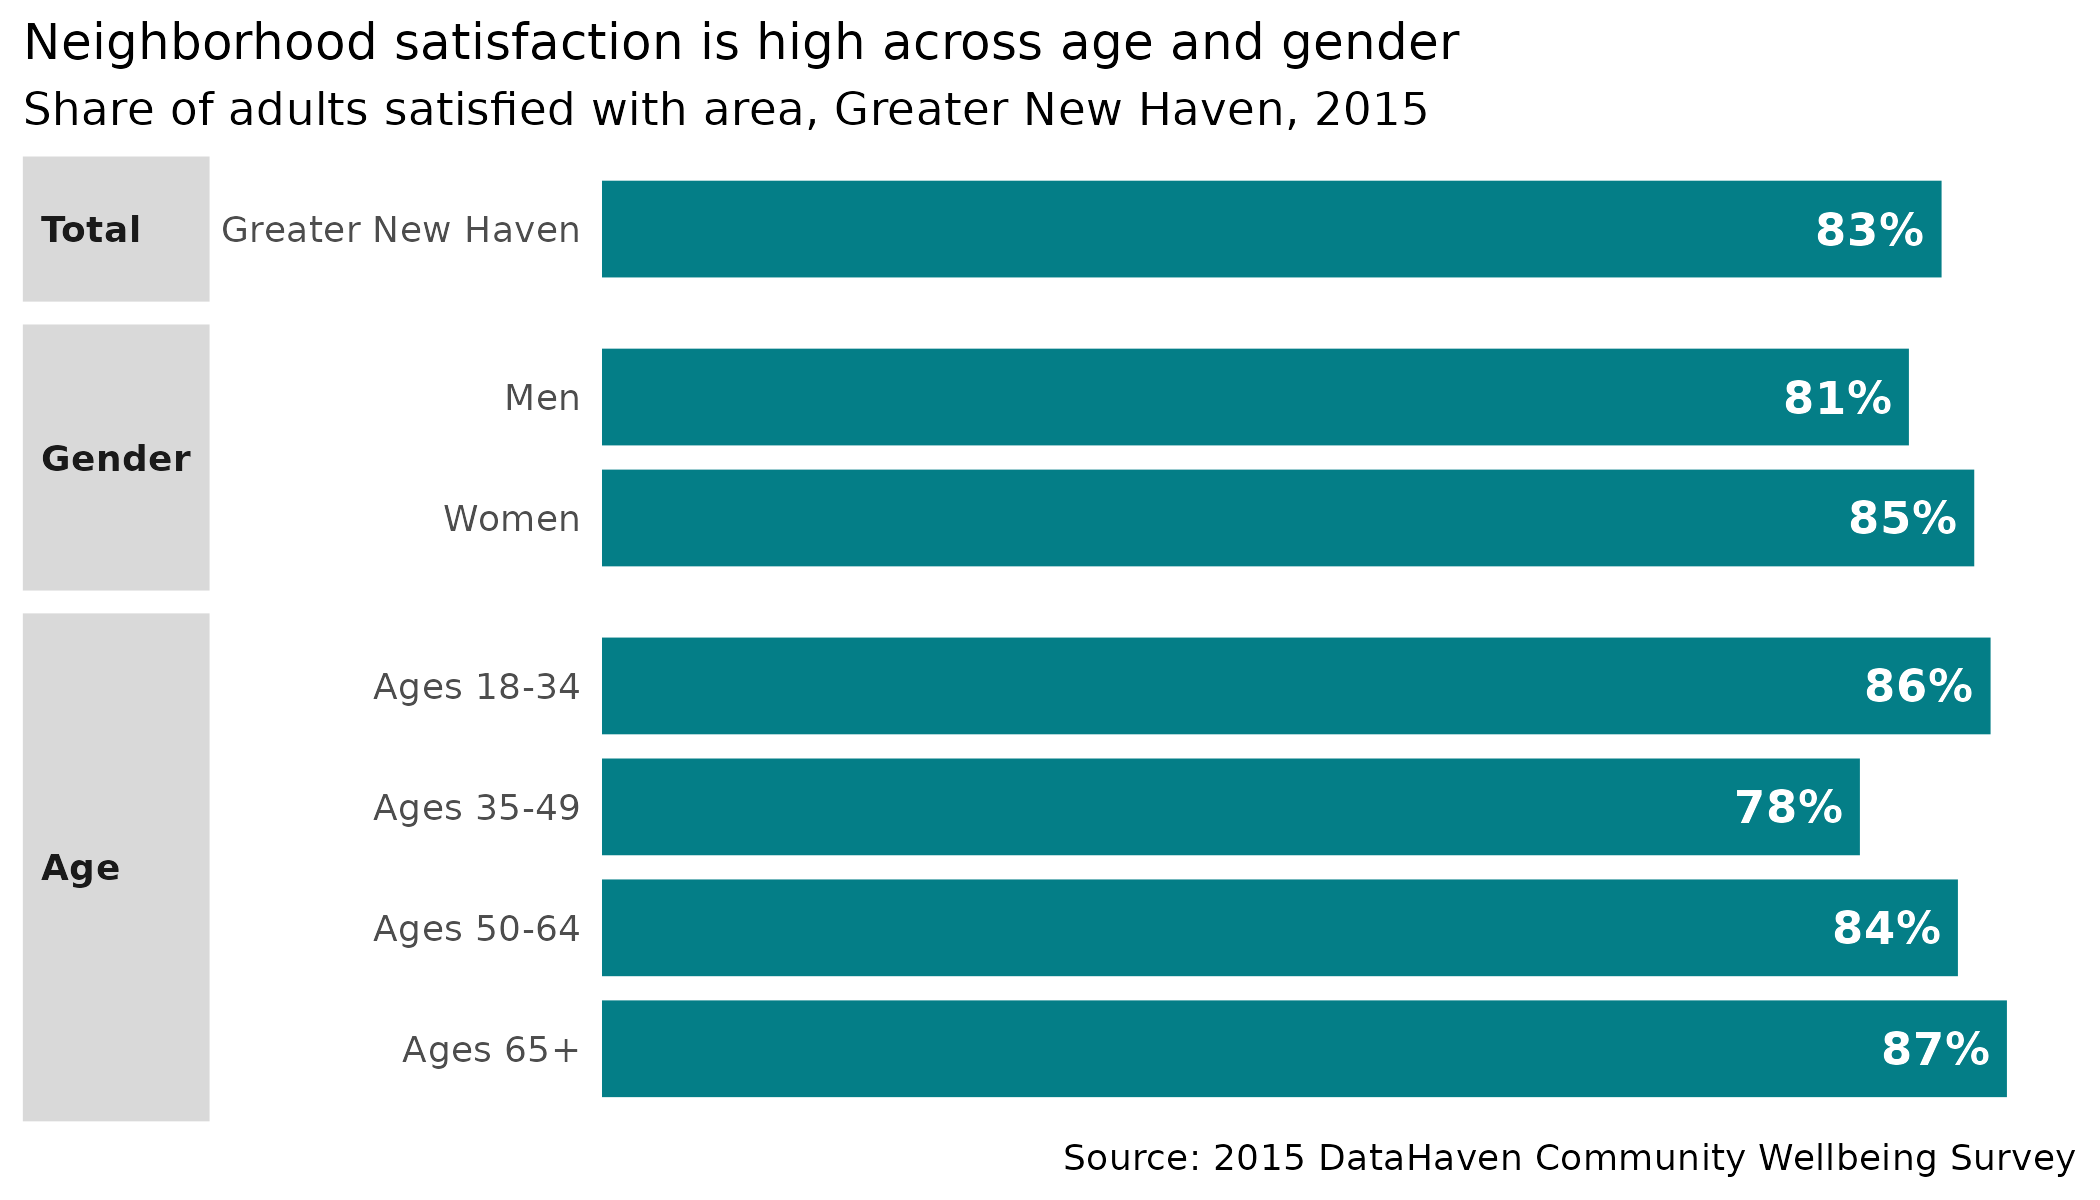 Neighborhood satisfaction is high across age and gender
Share of adults satisfied with area, Greater New Haven, 2015
Total
Greater New Haven
83%
Gender
Men
81%
Women
85%
Age
Ages 18-34
86%
Ages 35-49
78%
Ages 50-64
84%
Ages 65+
87%
Source: 2015 DataHaven Community Wellbeing Survey